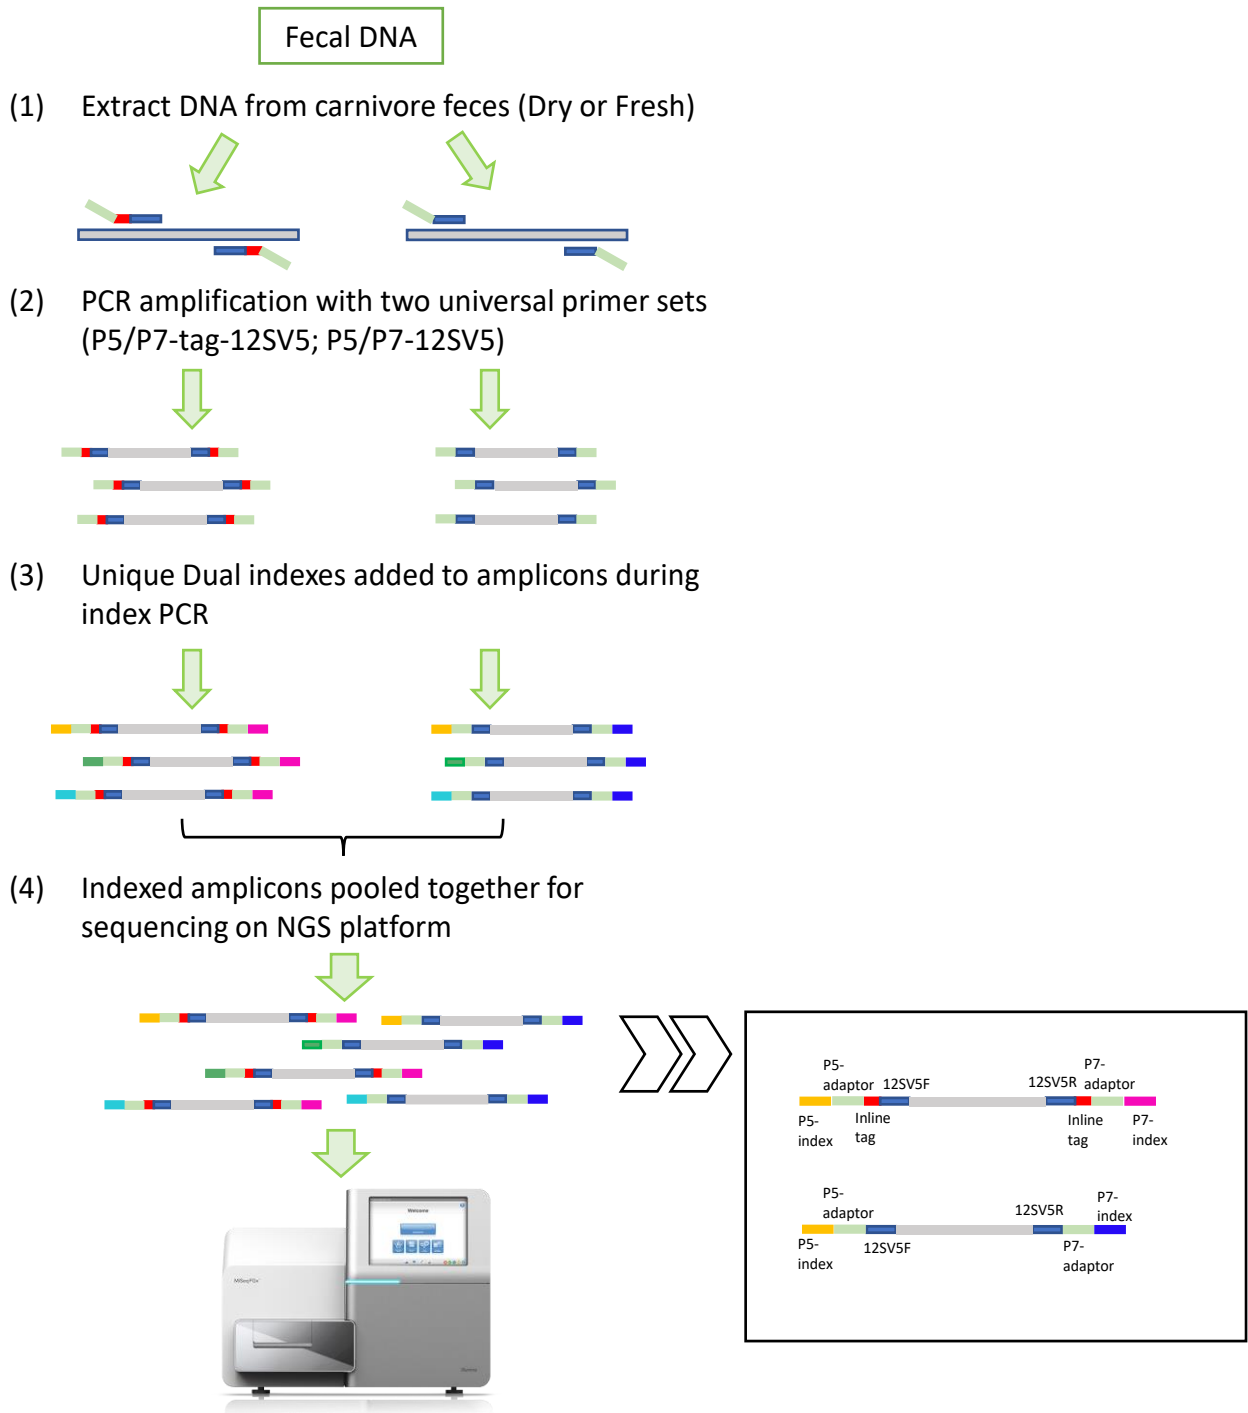 Fecal DNA
(1) Extract DNA from carnivore feces (Dry or Fresh)
(2) PCR amplification with two universal primer sets
(P5/P7-tag-12SV5; P5/P7-12SV5)
(3) Unique Dual indexes added to amplicons during
index PCR
(4) Indexed amplicons pooled together for
sequencing on NGS platform
P5-
adaptor
12SV5F
12SV5R
P7-
adaptor
P5-
index
Inline
tag
Inline
tag
P7-
index
P5-
adaptor
12SV5R
P7-
index
P5-
index
12SV5F
P7-
adaptor
Welcome
MiSeqFGx